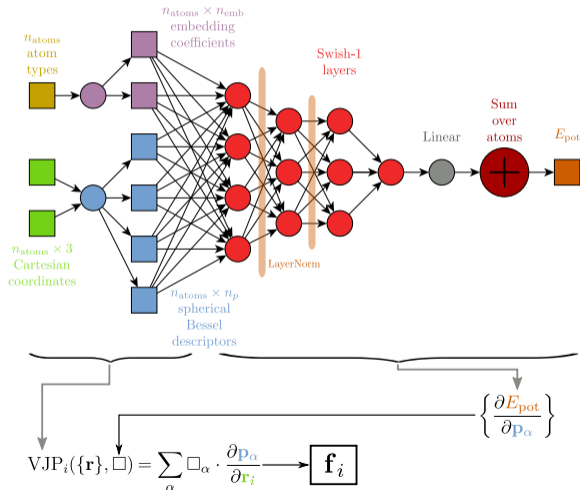 n_atoms
atom
types
n_atoms × n_emb
embedding
coefficients
Swish-1
layers
Linear
Sum
over
atoms
E_pot
n_atoms × 3
Cartesian
coordinates
n_atoms × n_p
spherical
Bessel
descriptors
LayerNorm
{∂E_pot/∂p_α}
VJP_i({r}, □) = ∑_α □_α · ∂p_α/∂r_i
f_i